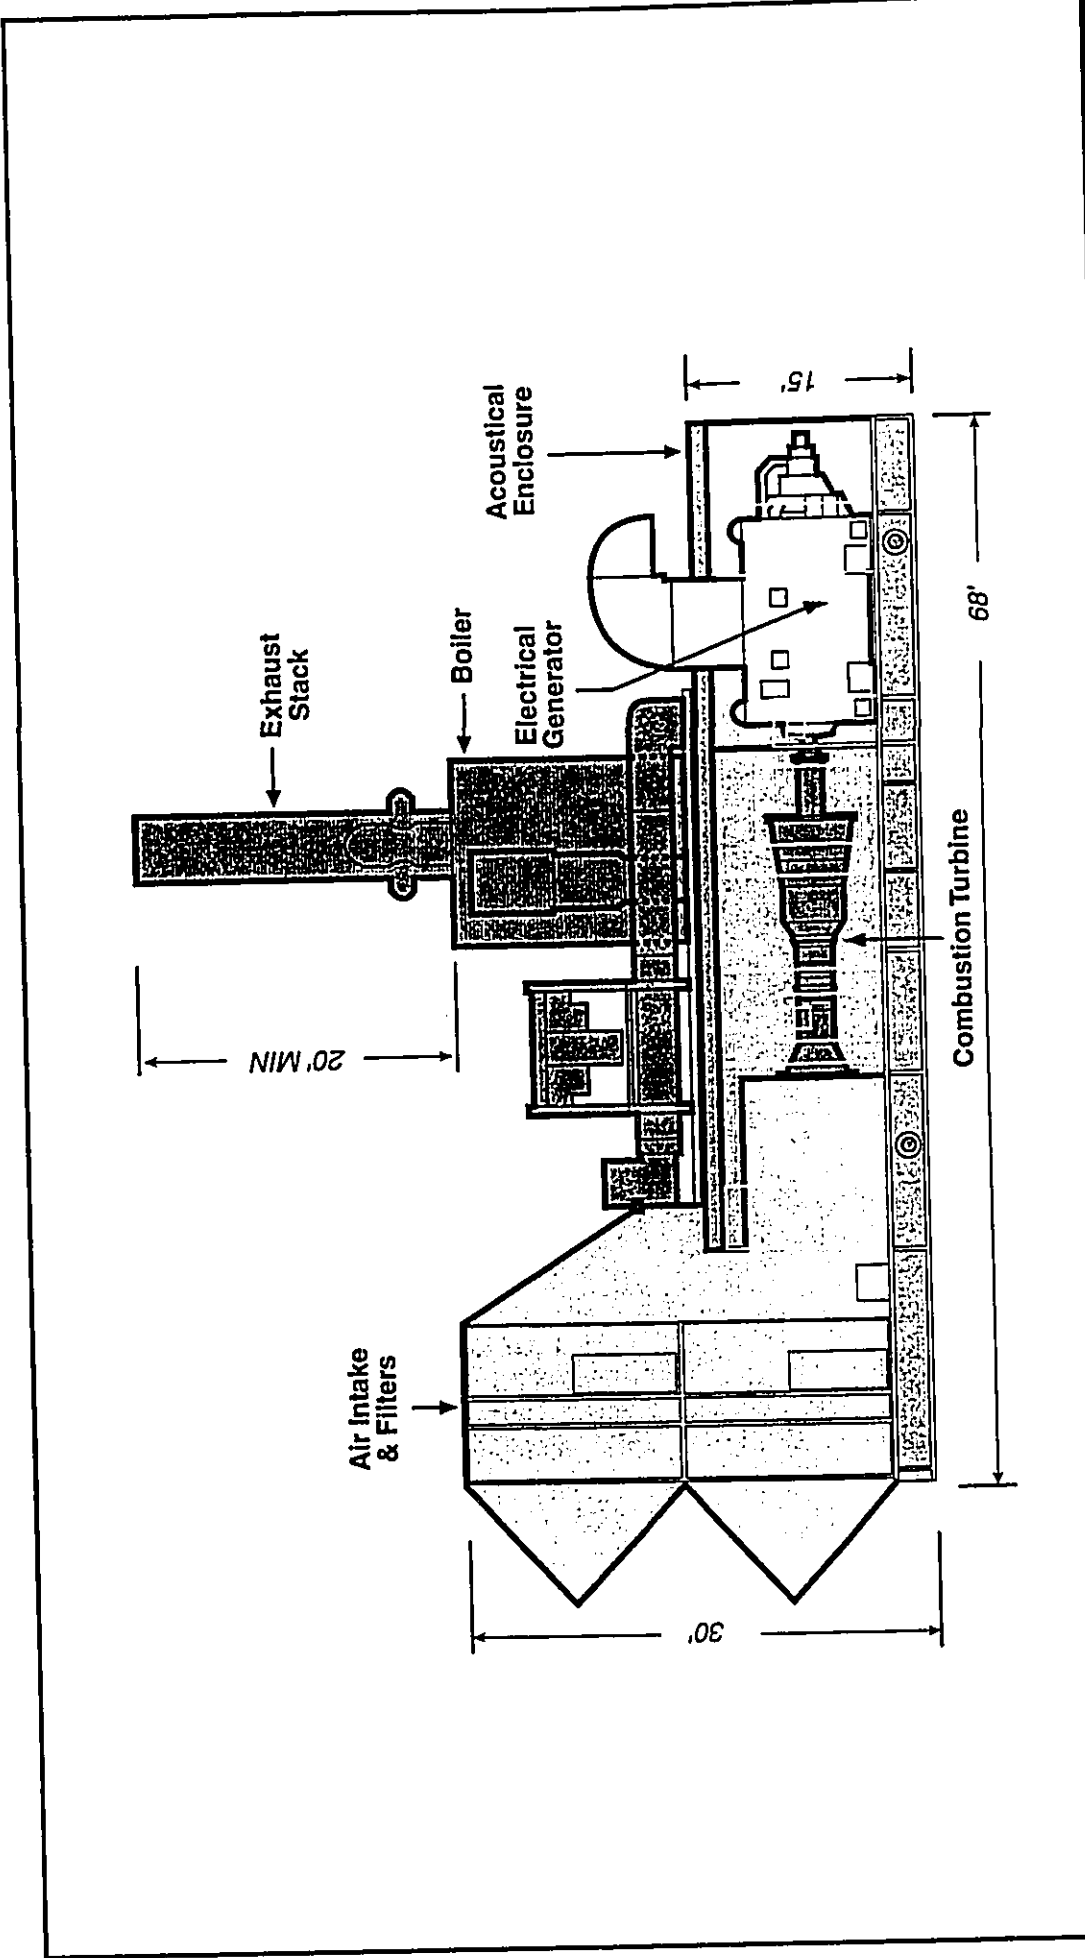 Exhaust
Stack
Boiler
Electrical
Generator
Acoustical
Enclosure
Air Intake
& Filters
Combustion Turbine
20' MIN
15'
68'
30'